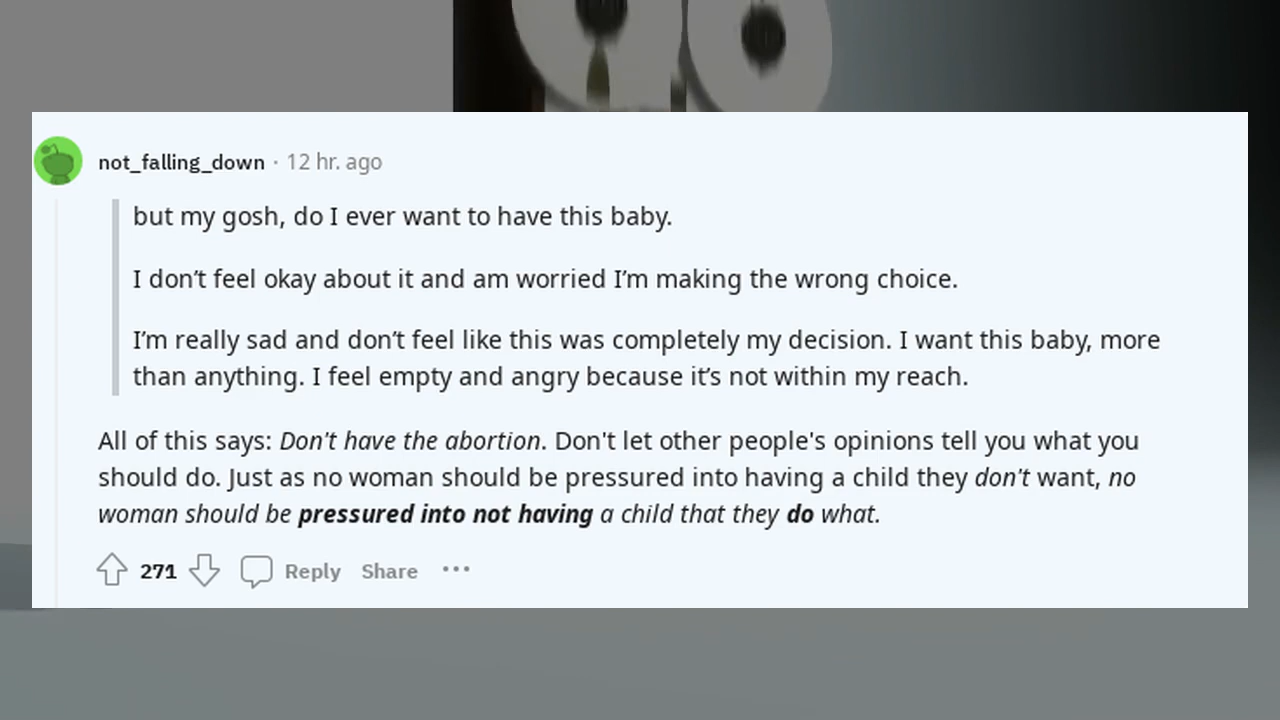 not_falling_down · 12 hr. ago
but my gosh, do I ever want to have this baby.
I don’t feel okay about it and am worried I’m making the wrong choice.
I’m really sad and don’t feel like this was completely my decision. I want this baby, more
than anything. I feel empty and angry because it’s not within my reach.
All of this says: Don't have the abortion. Don't let other people's opinions tell you what you
should do. Just as no woman should be pressured into having a child they don't want, no
woman should be pressured into not having a child that they do what.
271 Reply Share ···